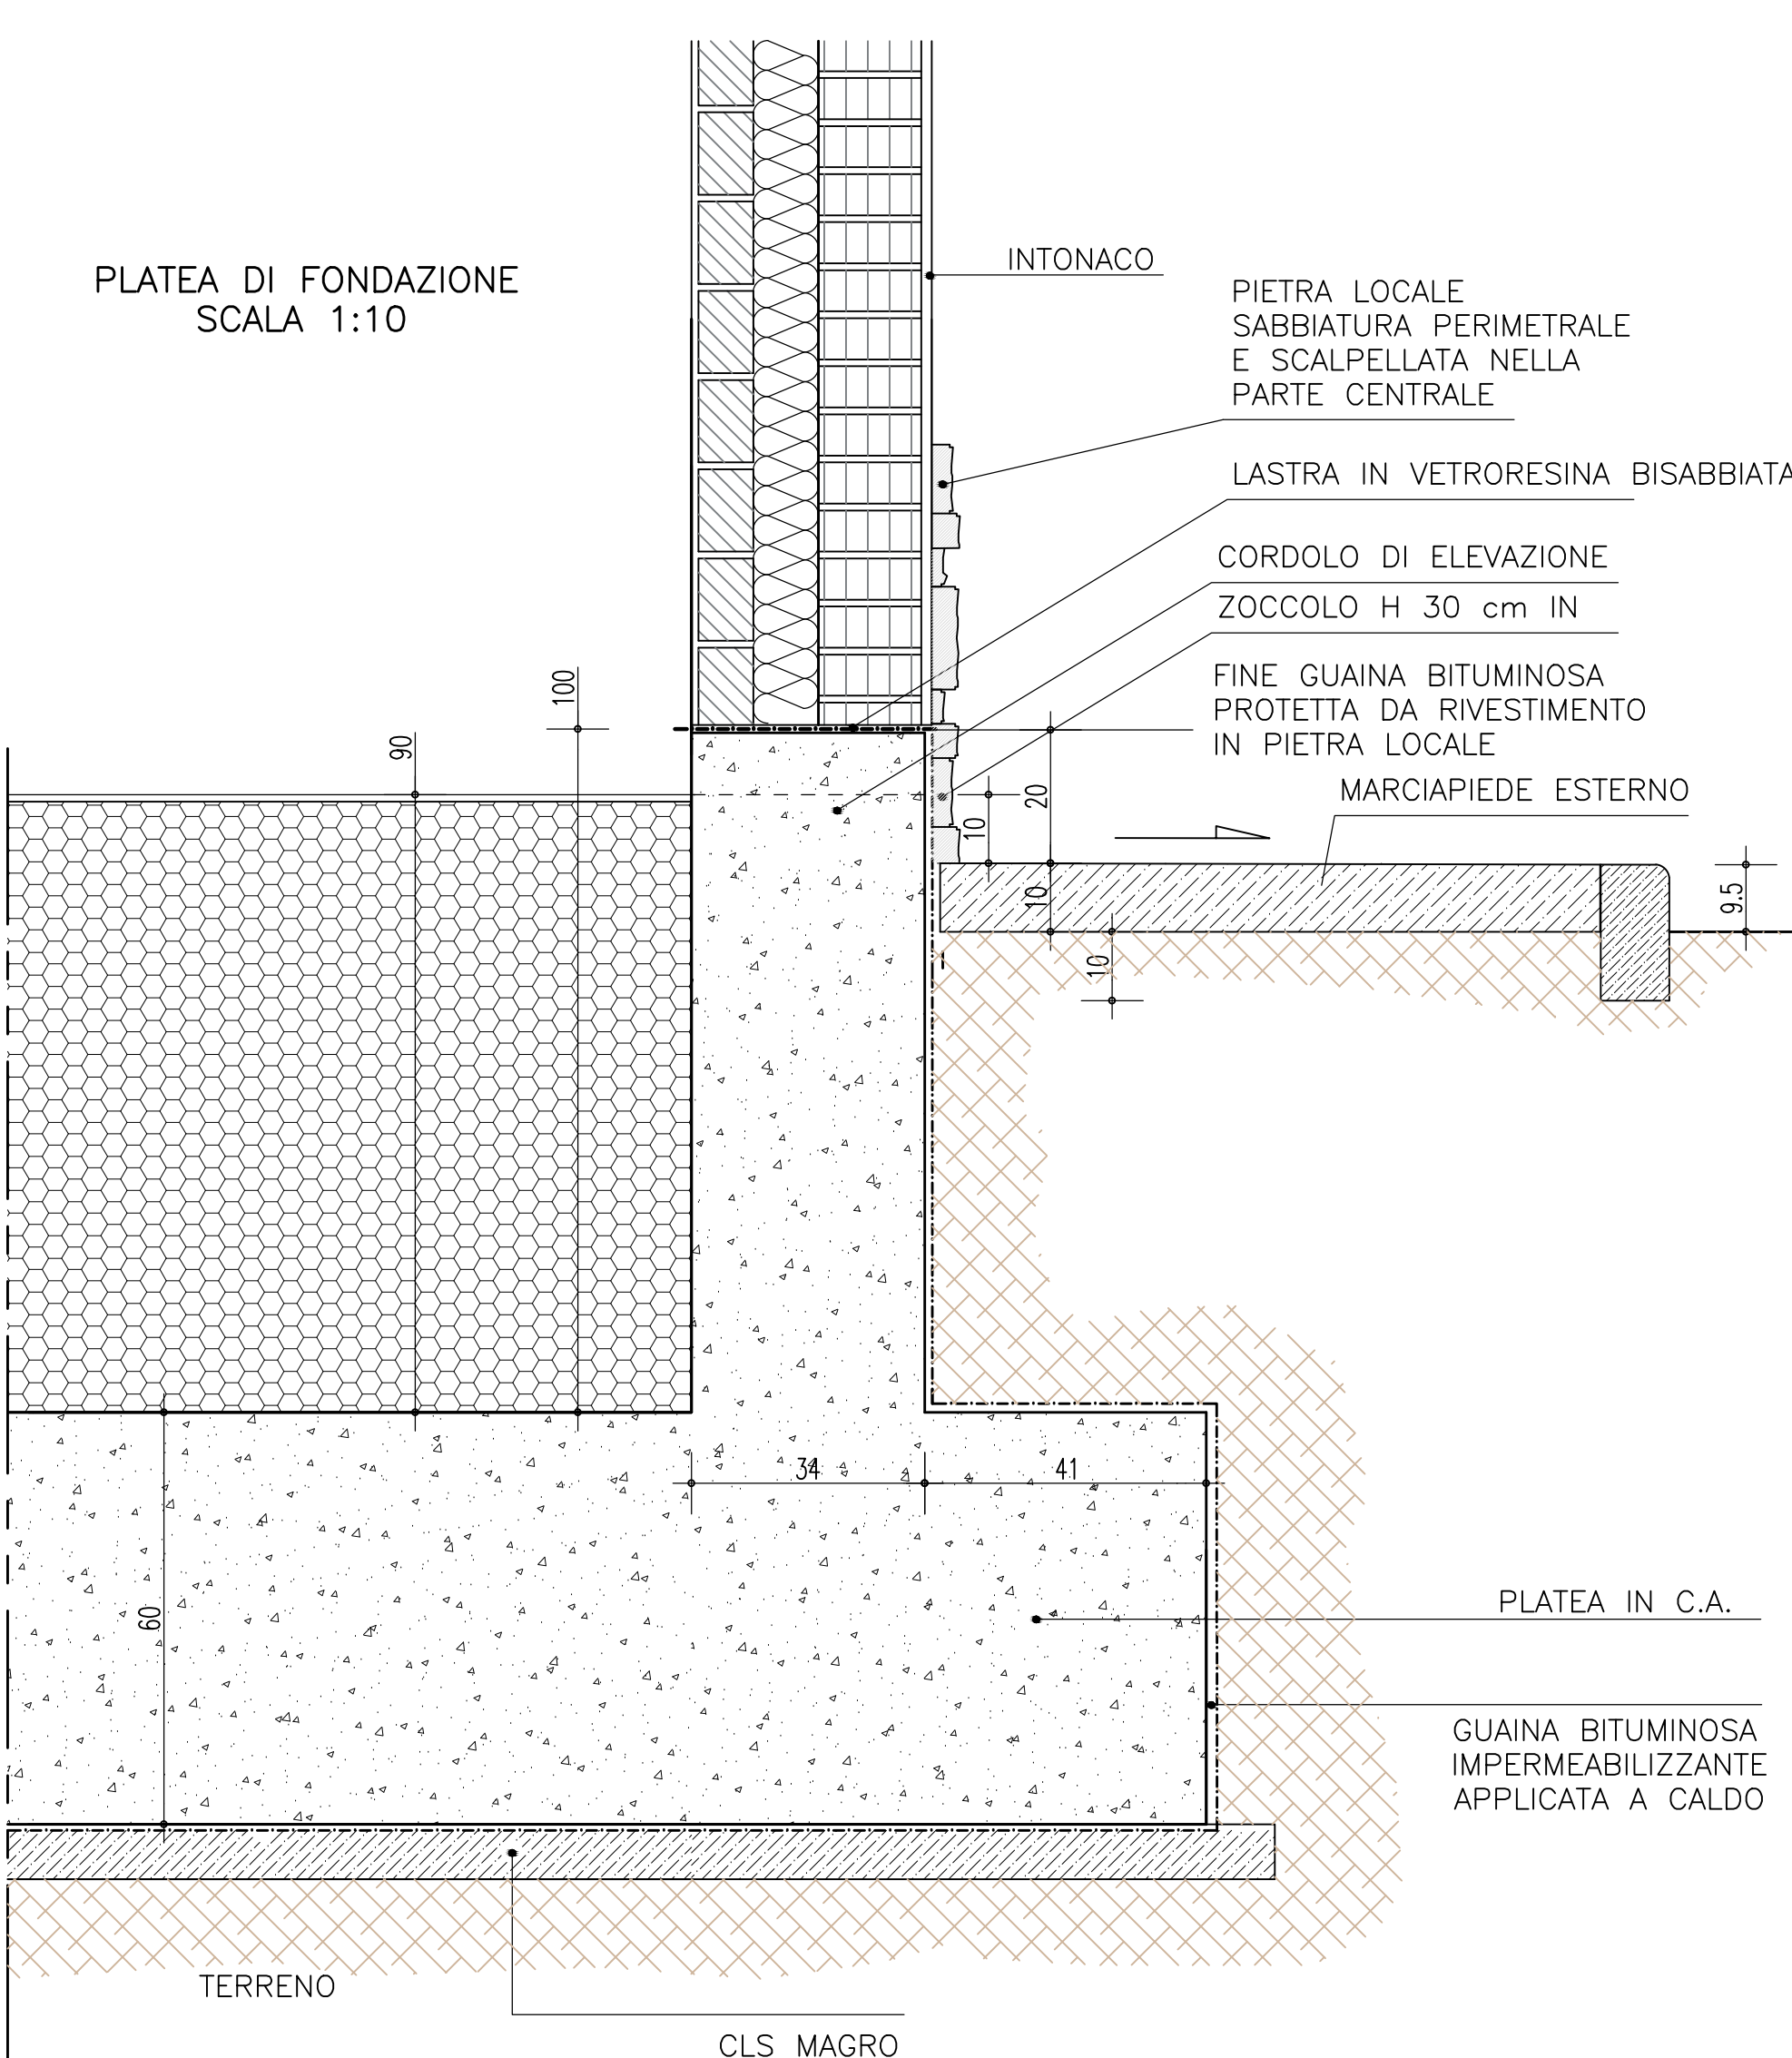 PLATEA DI FONDAZIONE
SCALA 1:10
INTONACO
PIETRA LOCALE
SABBIATURA PERIMETRALE
E SCALPELLATA NELLA
PARTE CENTRALE
LASTRA IN VETRORESINA BISABBIATA
CORDOLO DI ELEVAZIONE
ZOCCOLO H 30 cm IN
FINE GUAINA BITUMINOSA
PROTETTA DA RIVESTIMENTO
IN PIETRA LOCALE
MARCIAPIEDE ESTERNO
100
90
20
10
10
9.5
10
34
41
60
PLATEA IN C.A.
GUAINA BITUMINOSA
IMPERMEABILIZZANTE
APPLICATA A CALDO
TERRENO
CLS MAGRO